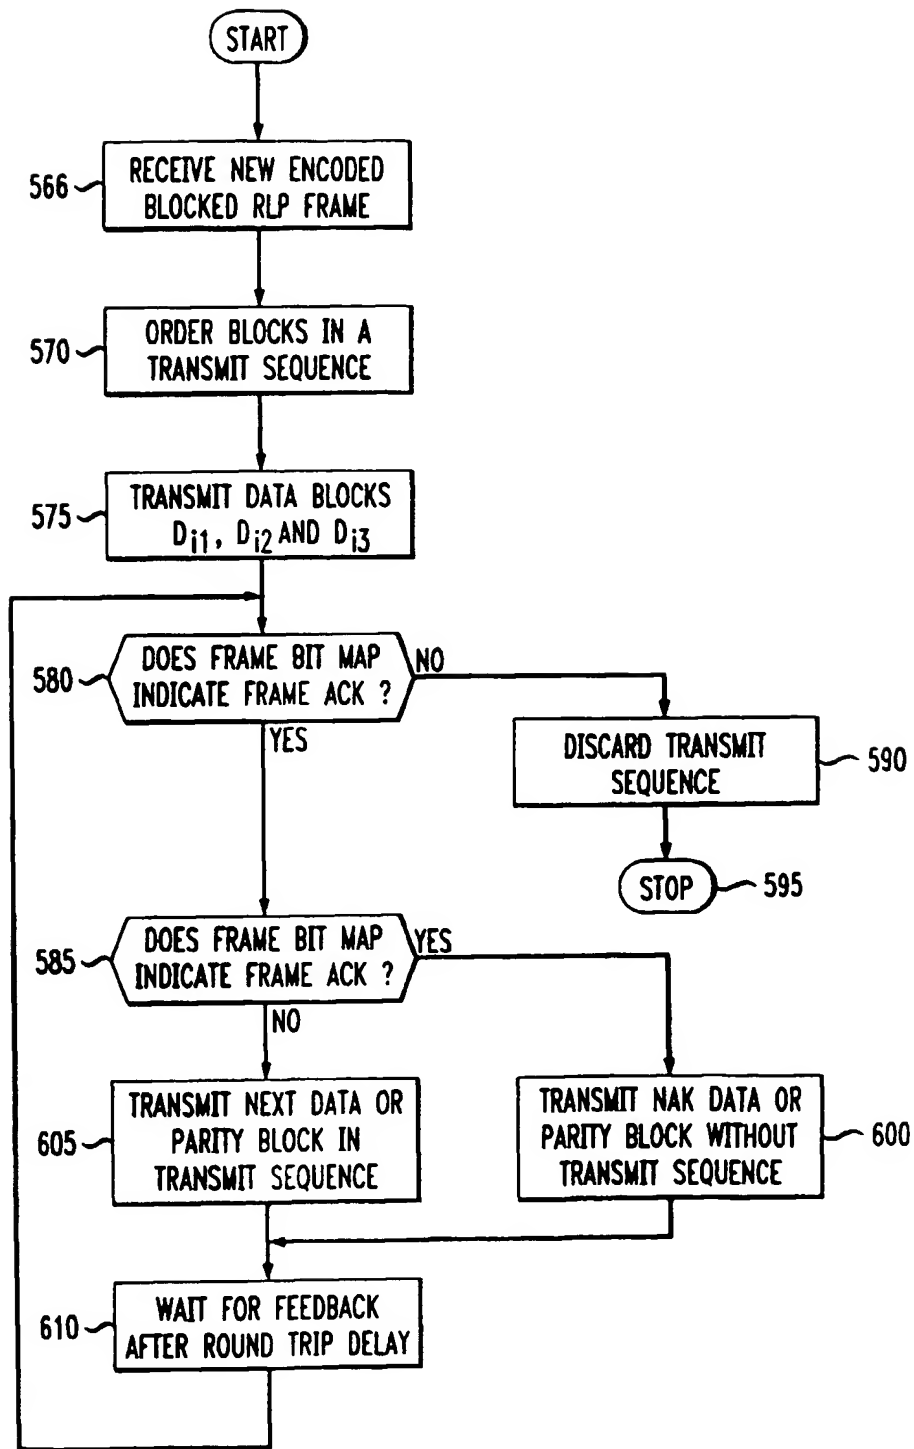 START
566
RECEIVE NEW ENCODED
BLOCKED RLP FRAME
570
ORDER BLOCKS IN A
TRANSMIT SEQUENCE
575
TRANSMIT DATA BLOCKS
Di1, Di2 AND Di3
580
DOES FRAME BIT MAP
INDICATE FRAME ACK ?
NO
YES
DISCARD TRANSMIT
SEQUENCE
590
STOP
595
585
DOES FRAME BIT MAP
INDICATE FRAME ACK ?
YES
NO
605
TRANSMIT NEXT DATA OR
PARITY BLOCK IN
TRANSMIT SEQUENCE
TRANSMIT NAK DATA OR
PARITY BLOCK WITHOUT
TRANSMIT SEQUENCE
600
610
WAIT FOR FEEDBACK
AFTER ROUND TRIP DELAY